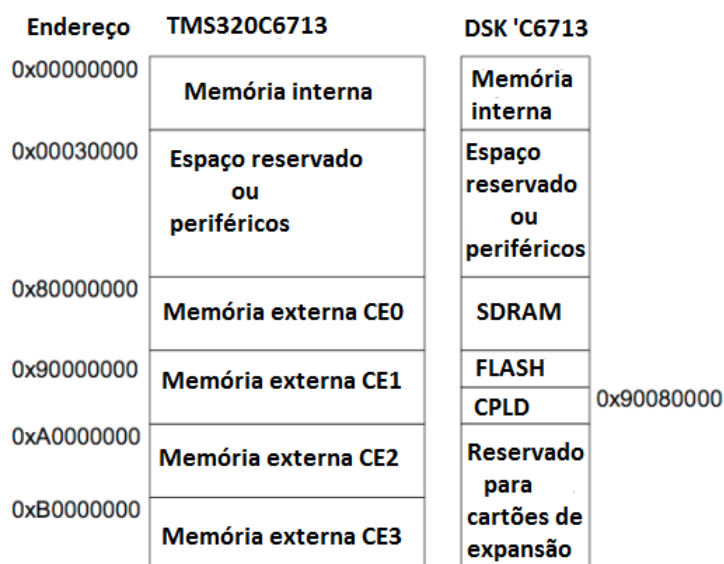 Endereço TMS320C6713 DSK 'C6713
0x00000000
Memória interna
Memória
interna
0x00030000
Espaço reservado
ou
periféricos
Espaço
reservado
ou
periféricos
0x80000000
Memória externa CE0
SDRAM
0x90000000
Memória externa CE1
FLASH
CPLD
0x90080000
0xA0000000
Memória externa CE2
Reservado
para
cartões de
expansão
0xB0000000
Memória externa CE3